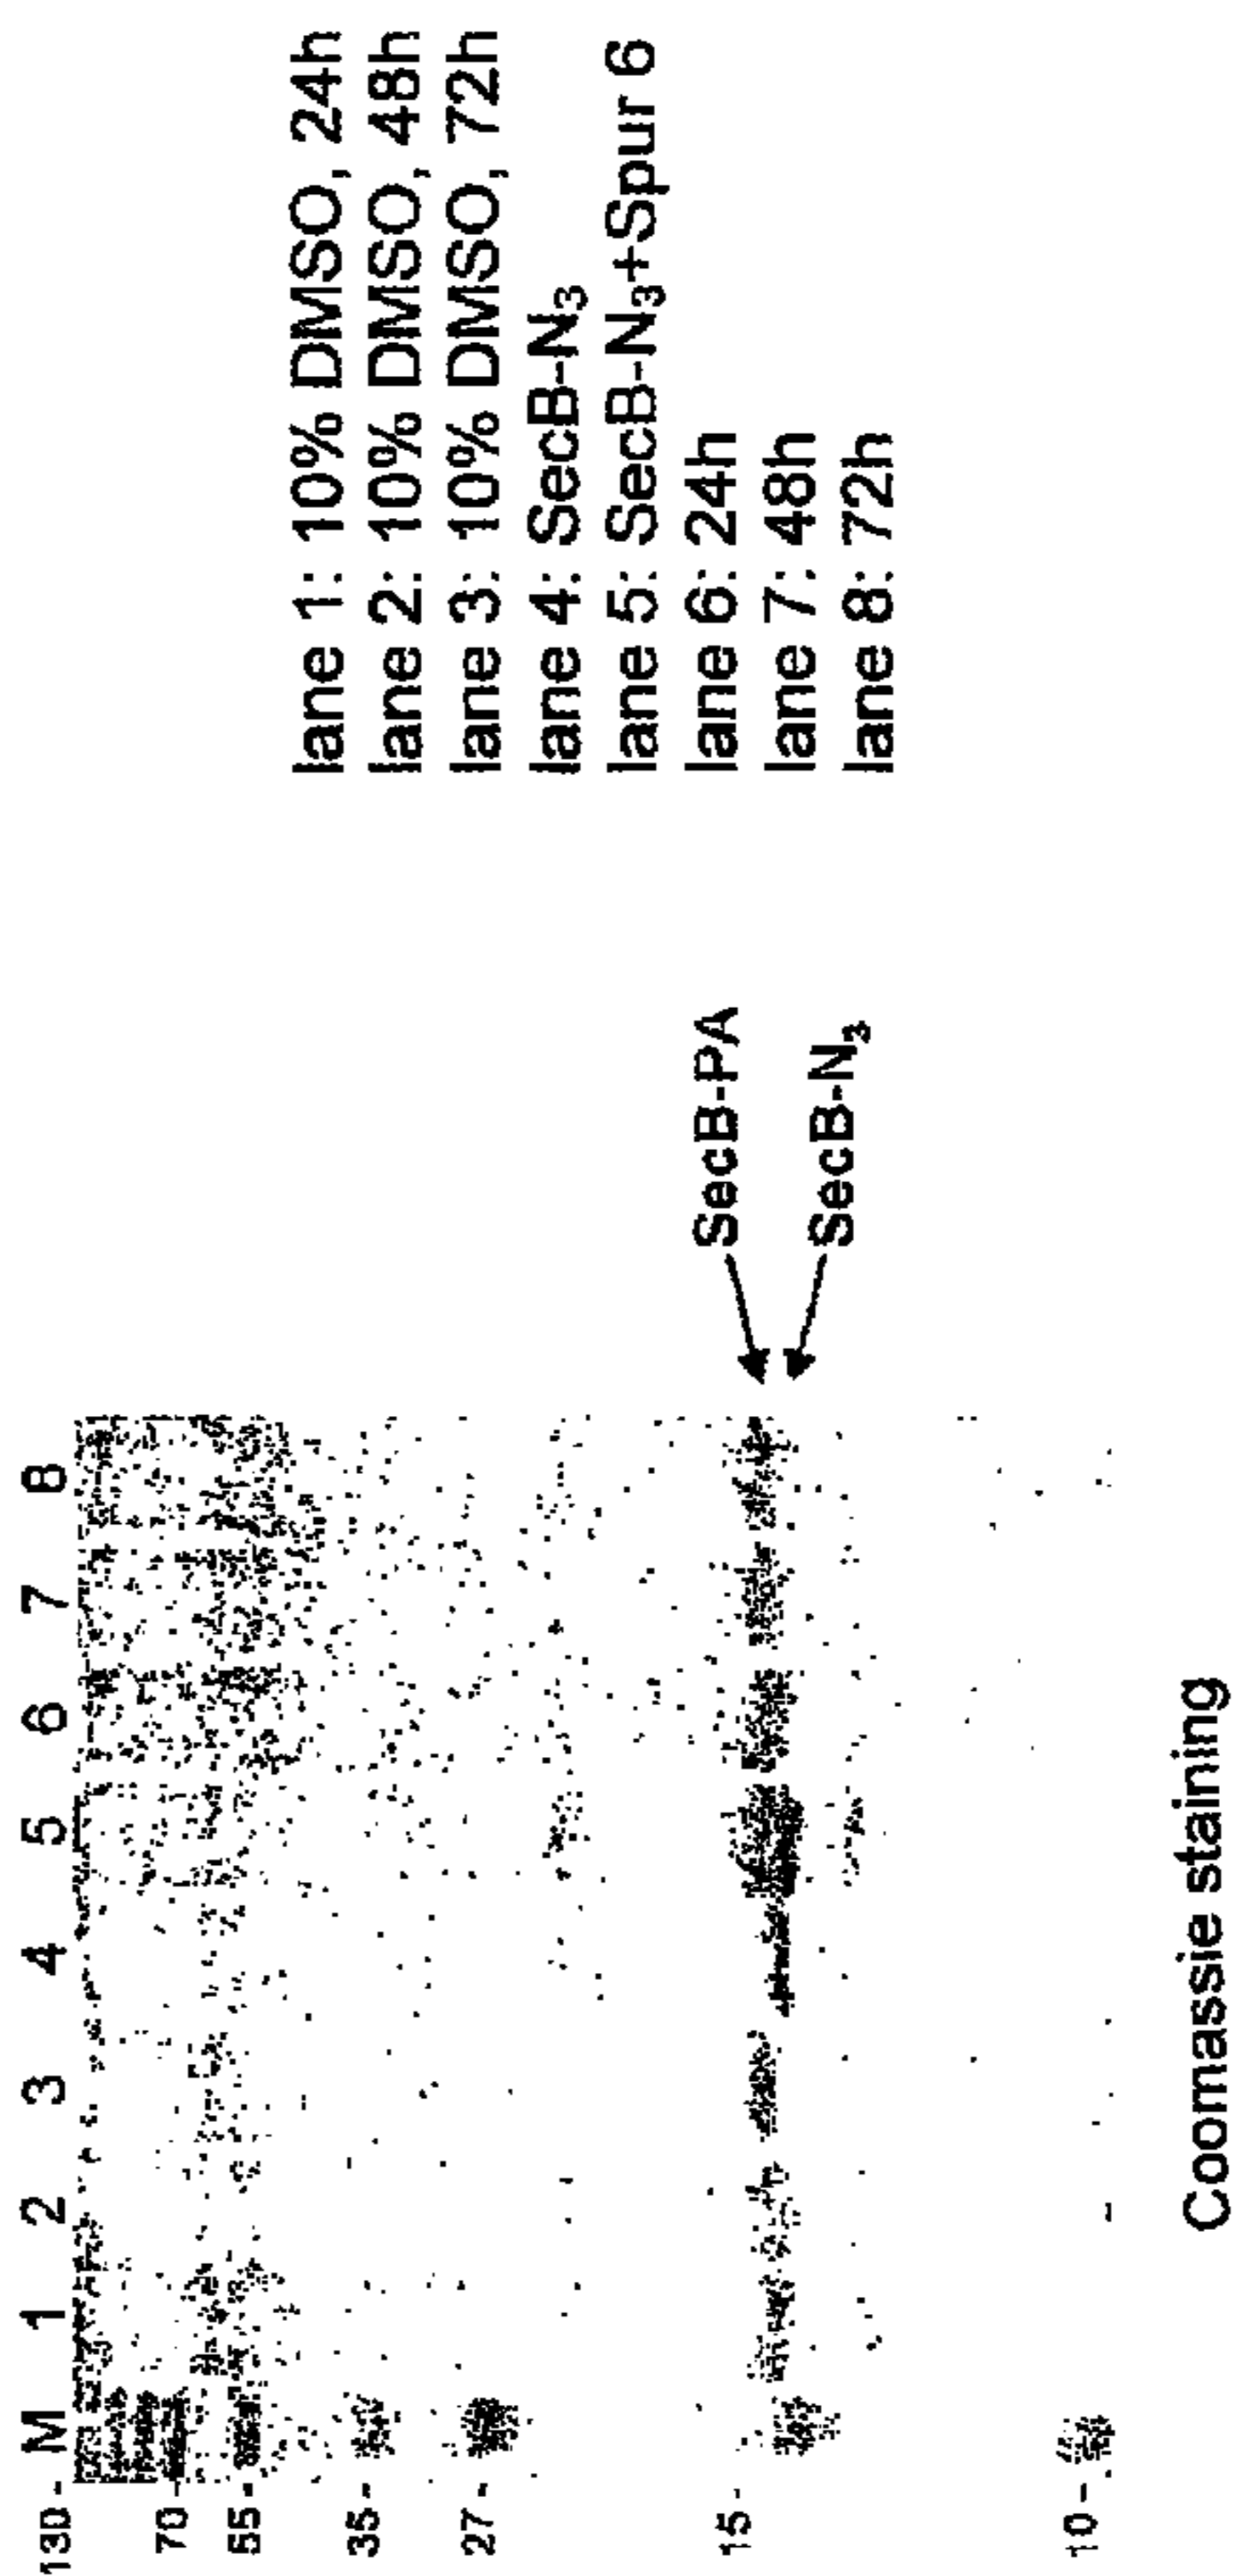 M 1 2 3 4 5 6 7 8
130-
70-
55-
35-
27-
15-
10-
SecB-PA
SecB-N₃
Coomassie staining
lane 1: 10% DMSO, 24h
lane 2: 10% DMSO, 48h
lane 3: 10% DMSO, 72h
lane 4: SecB-N₃
lane 5: SecB-N₃+Spur 6
lane 6: 24h
lane 7: 48h
lane 8: 72h